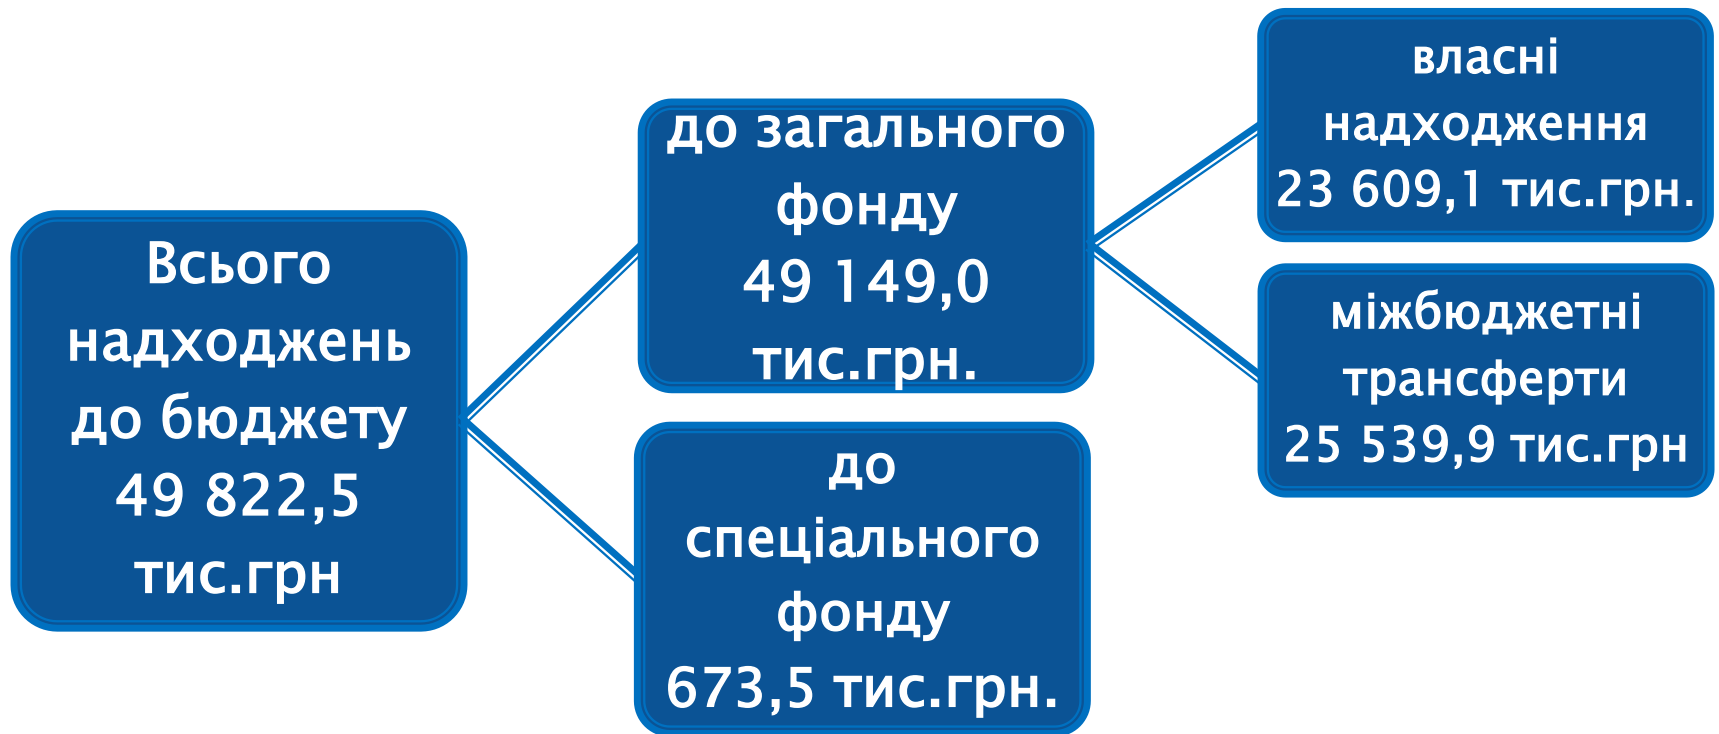 Всього
надходжень
до бюджету
49 822,5
тис.грн
до загального
фонду
49 149,0
тис.грн.
до
спеціального
фонду
673,5 тис.грн.
власні
надходження
23 609,1 тис.грн.
міжбюджетні
трансферти
25 539,9 тис.грн